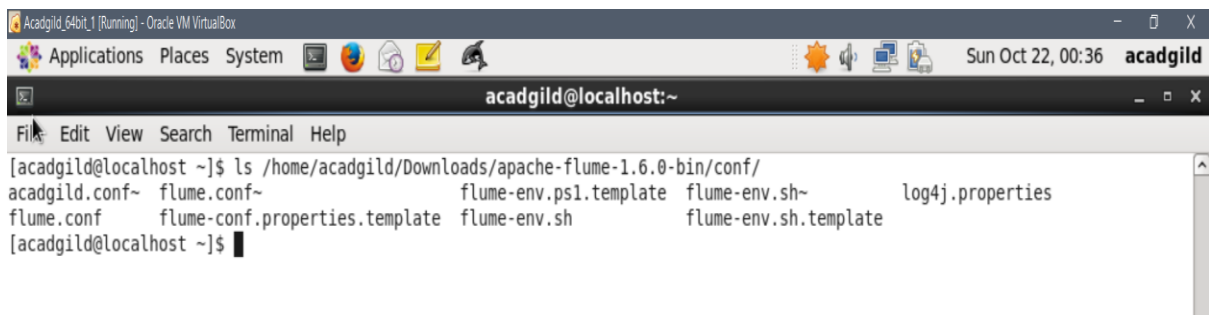 Acadgild_64bit_1 [Running] - Oracle VM VirtualBox
Applications Places System Sun Oct 22, 00:36 acadgild
acadgild@localhost:~
File Edit View Search Terminal Help
[acadgild@localhost ~]$ ls /home/acadgild/Downloads/apache-flume-1.6.0-bin/conf/
acadgild.conf~ flume.conf~ flume-env.ps1.template flume-env.sh~ log4j.properties
flume.conf flume-conf.properties.template flume-env.sh flume-env.sh.template
[acadgild@localhost ~]$